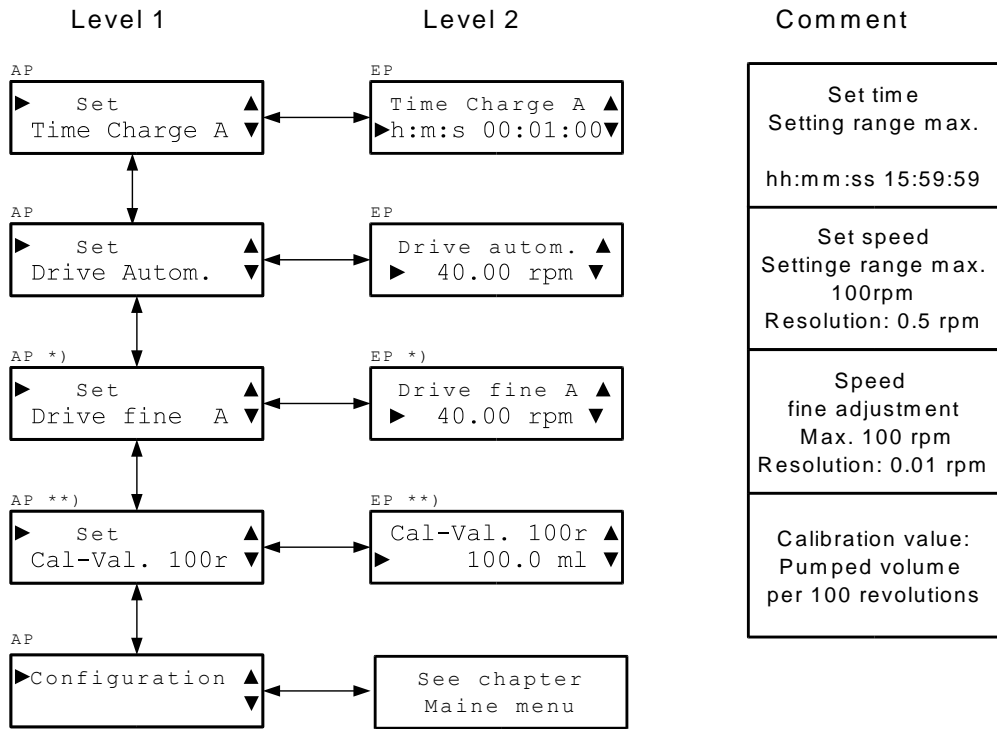 Level 1
Level 2
Comment
AP
▶ Set ▲
Time Charge A ▼
EP
Time Charge A ▲
▶h:m:s 00:01:00▼
Set time
Setting range max.
hh:mm:ss 15:59:59
AP
▶ Set ▲
Drive Autom. ▼
EP
Drive autom. ▲
▶ 40.00 rpm ▼
Set speed
Settinge range max.
100rpm
Resolution: 0.5 rpm
AP *)
▶ Set ▲
Drive fine A ▼
EP *)
Drive fine A ▲
▶ 40.00 rpm ▼
Speed
fine adjustment
Max. 100 rpm
Resolution: 0.01 rpm
AP **)
▶ Set ▲
Cal-Val. 100r ▼
EP **)
Cal-Val. 100r ▲
▶ 100.0 ml ▼
Calibration value:
Pumped volume
per 100 revolutions
AP
▶Configuration ▲
▼
See chapter
Maine menu